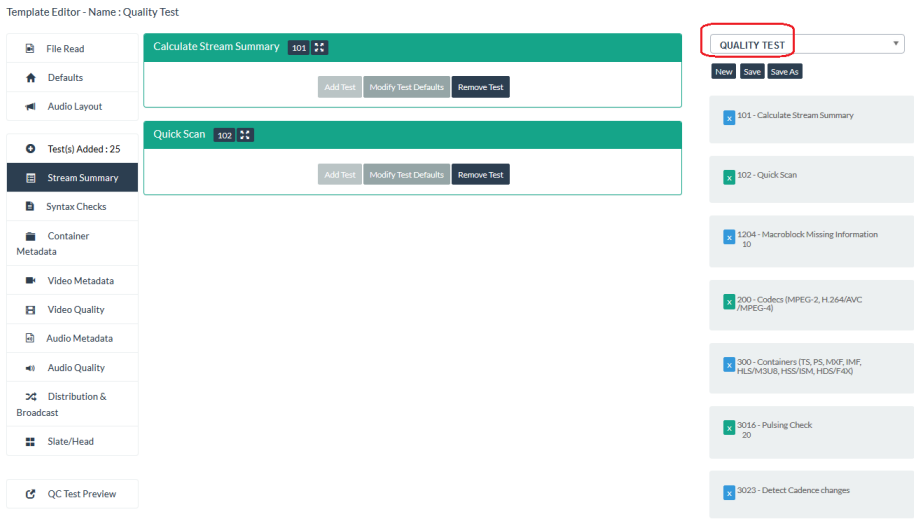 Template Editor - Name : Quality Test
File Read
Defaults
Audio Layout
Test(s) Added : 25
Stream Summary
Syntax Checks
Container
Metadata
Video Metadata
Video Quality
Audio Metadata
Audio Quality
Distribution &
Broadcast
Slate/Head
QC Test Preview
Calculate Stream Summary 101
Add Test Modify Test Defaults Remove Test
Quick Scan 102
Add Test Modify Test Defaults Remove Test
QUALITY TEST
New Save Save As
x 101 - Calculate Stream Summary
x 102 - Quick Scan
x 1204 - Macroblock Missing Information
10
x 200 - Codecs (MPEG-2, H.264/AVC
/MPEG-4)
x 300 - Containers (TS, PS, MXF, IMF,
HLS/M3U8, HSS/ISM, HDS/F4X)
x 3016 - Pulsing Check
20
x 3023 - Detect Cadence changes